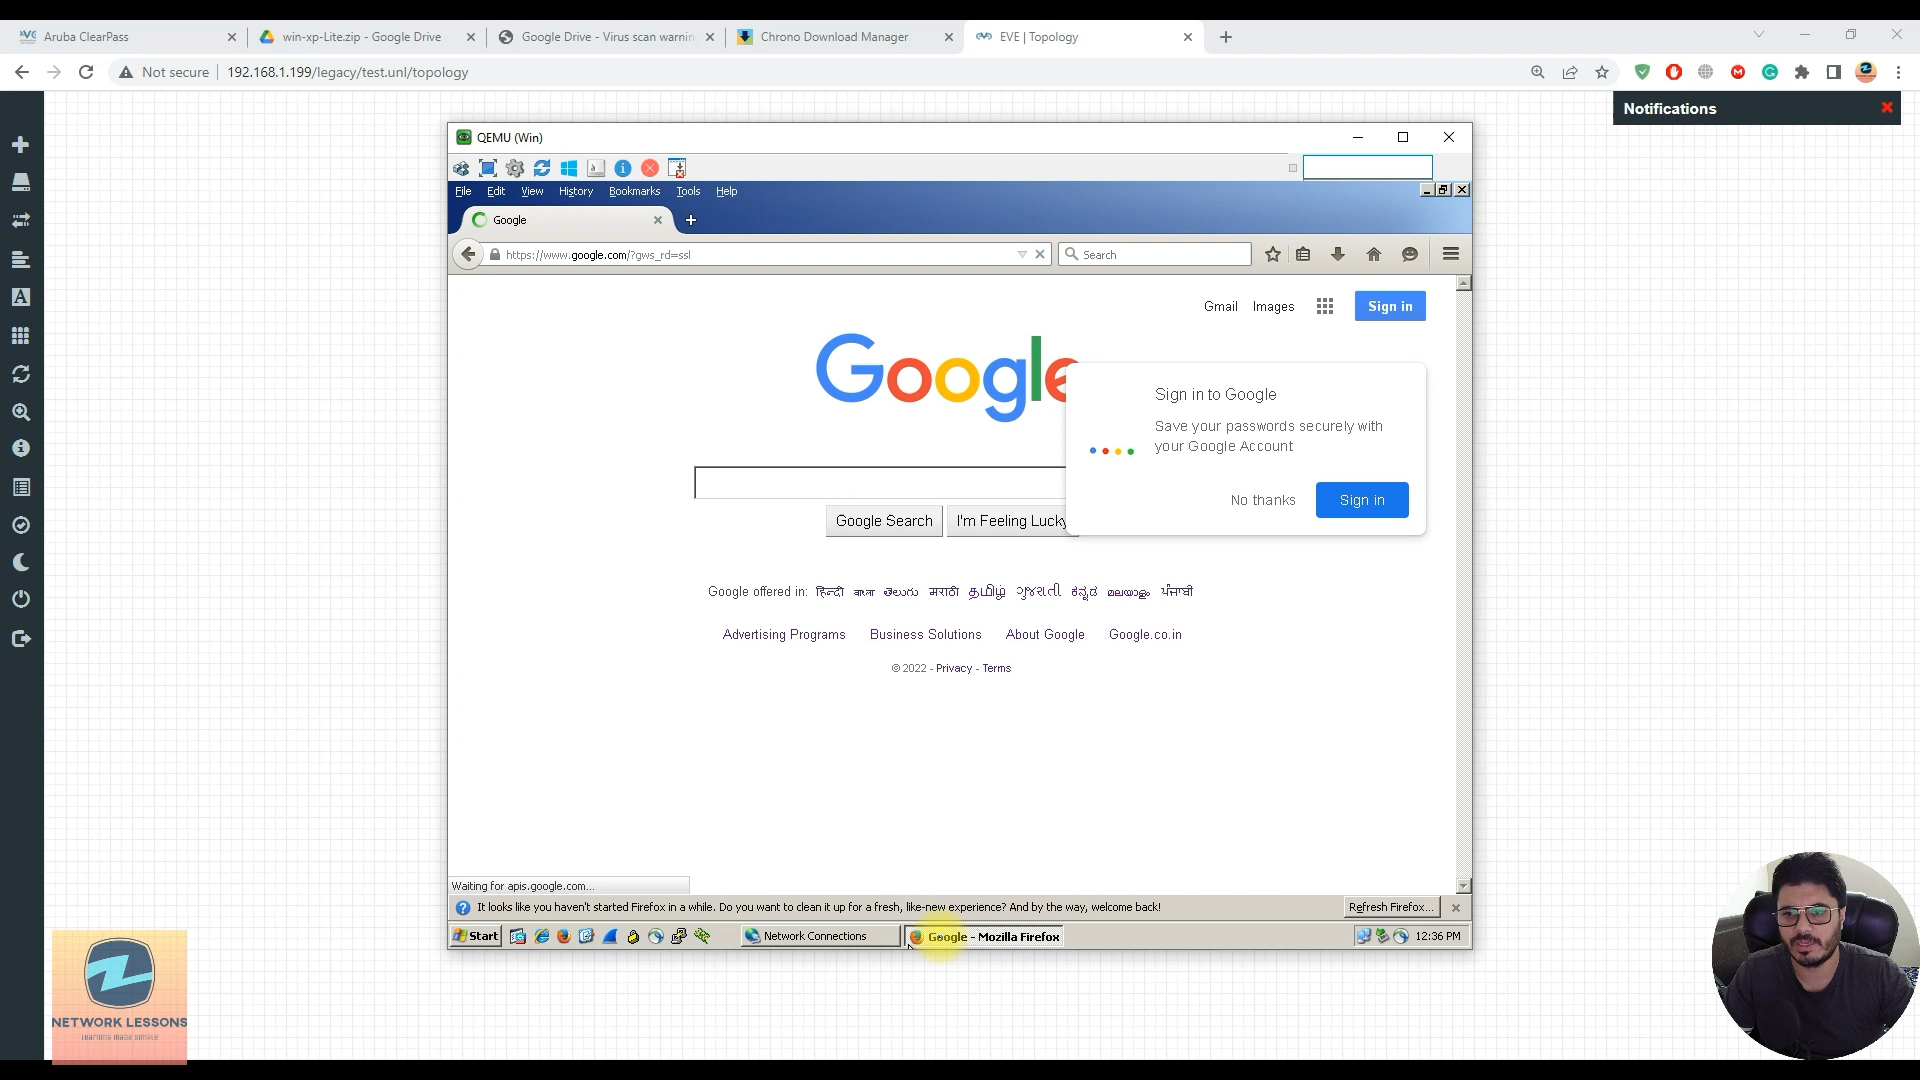 Aruba ClearPass
win-xp-Lite.zip - Google Drive
Google Drive - Virus scan warnin
Chrono Download Manager
EVE | Topology
Not secure
192.168.1.199/legacy/test.unl/topology
Notifications
QEMU (Win)
File Edit View History Bookmarks Tools Help
Google
https://www.google.com/?gws_rd=ssl
Search
Gmail Images Sign in
Google
Sign in to Google
Save your passwords securely with
your Google Account
No thanks Sign in
Google Search I'm Feeling Lucky
Google offered in: हिन्दी বাংলা తెలుగు मराठी தமிழ் ગુજરાતી ಕನ್ನಡ മലയാളം ਪੰਜਾਬੀ
Advertising Programs Business Solutions About Google Google.co.in
© 2022 - Privacy - Terms
Waiting for apis.google.com...
It looks like you haven't started Firefox in a while. Do you want to clean it up for a fresh, like-new experience? And by the way, welcome back!
Refresh Firefox...
Start
Network Connections
Google - Mozilla Firefox
12:36 PM
NETWORK LESSONS
LEARNING MADE SIMPLE